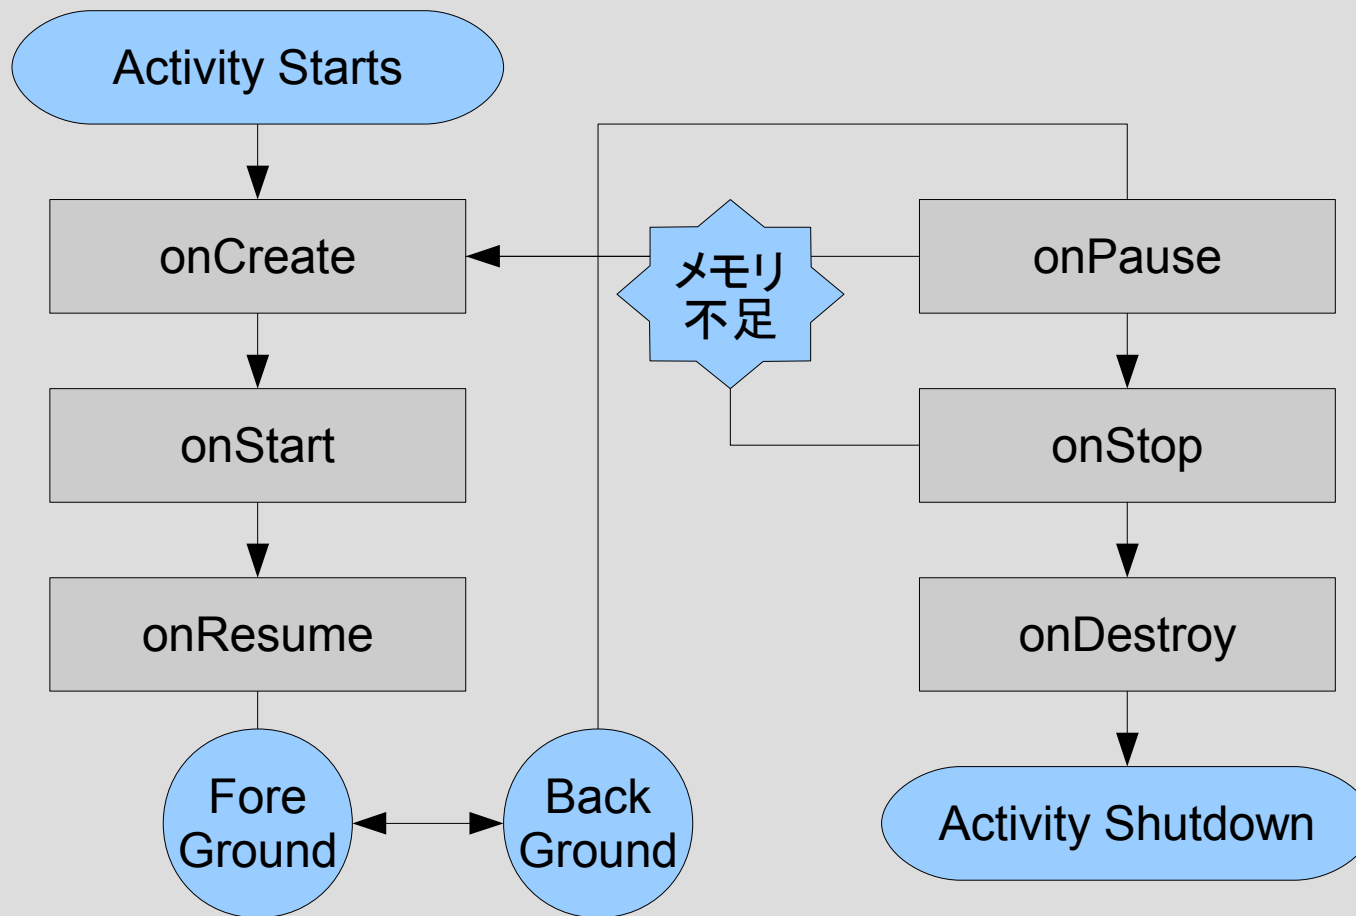 Activity Starts
onCreate
onStart
onResume
Fore
Ground
Back
Ground
メモリ
不足
onPause
onStop
onDestroy
Activity Shutdown